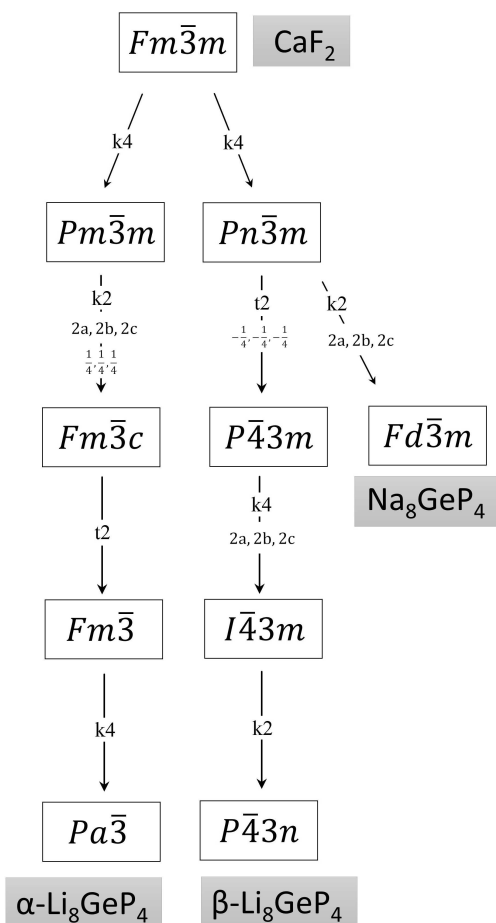 Fm3̅m CaF₂
k4 k4
Pm3̅m Pn3̅m
k2 t2 k2
2a, 2b, 2c -1/4, -1/4, -1/4 2a, 2b, 2c
1/4, 1/4, 1/4
Fm3̅c P4̅3m Fd3̅m
k4 Na₈GeP₄
t2 2a, 2b, 2c
Fm3̅ I4̅3m
k4 k2
Pa3̅ P4̅3n
α-Li₈GeP₄ β-Li₈GeP₄